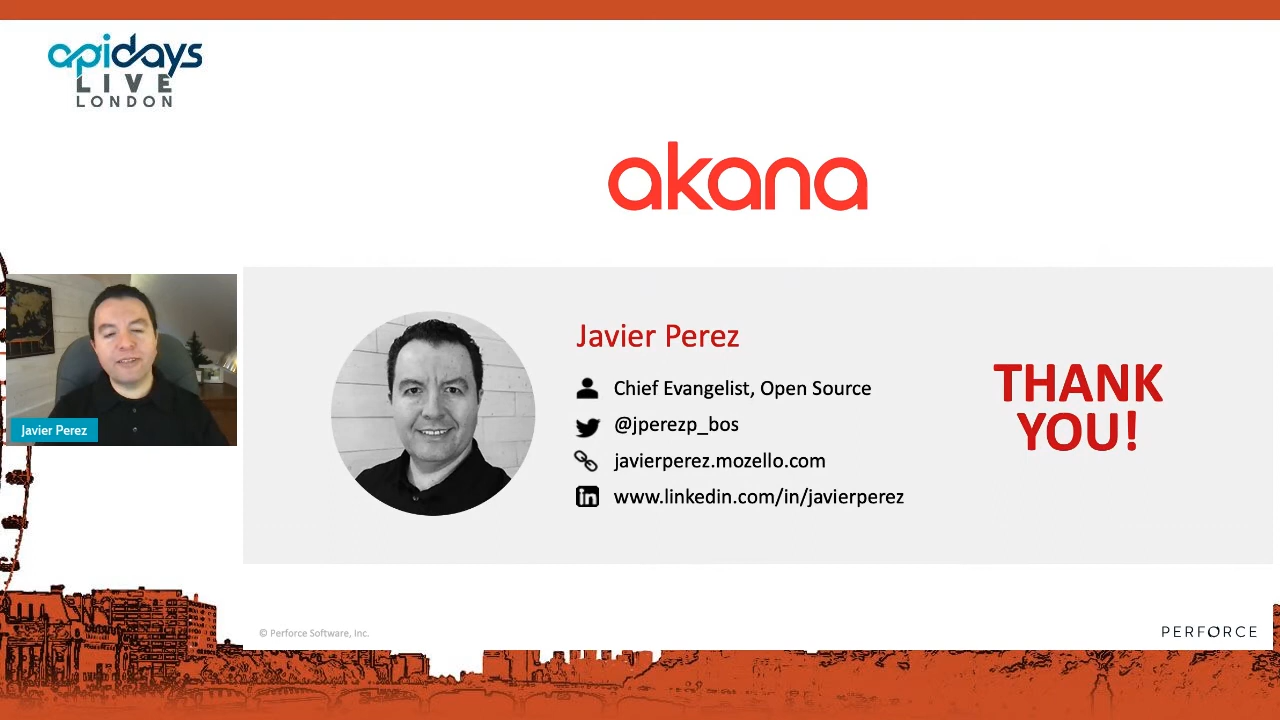 apidays
LIVE
LONDON
akana
Javier Perez
Javier Perez
Chief Evangelist, Open Source
@jperezp_bos
javierperez.mozello.com
www.linkedin.com/in/javierperez
THANK
YOU!
© Perforce Software, Inc.
PERFORCE